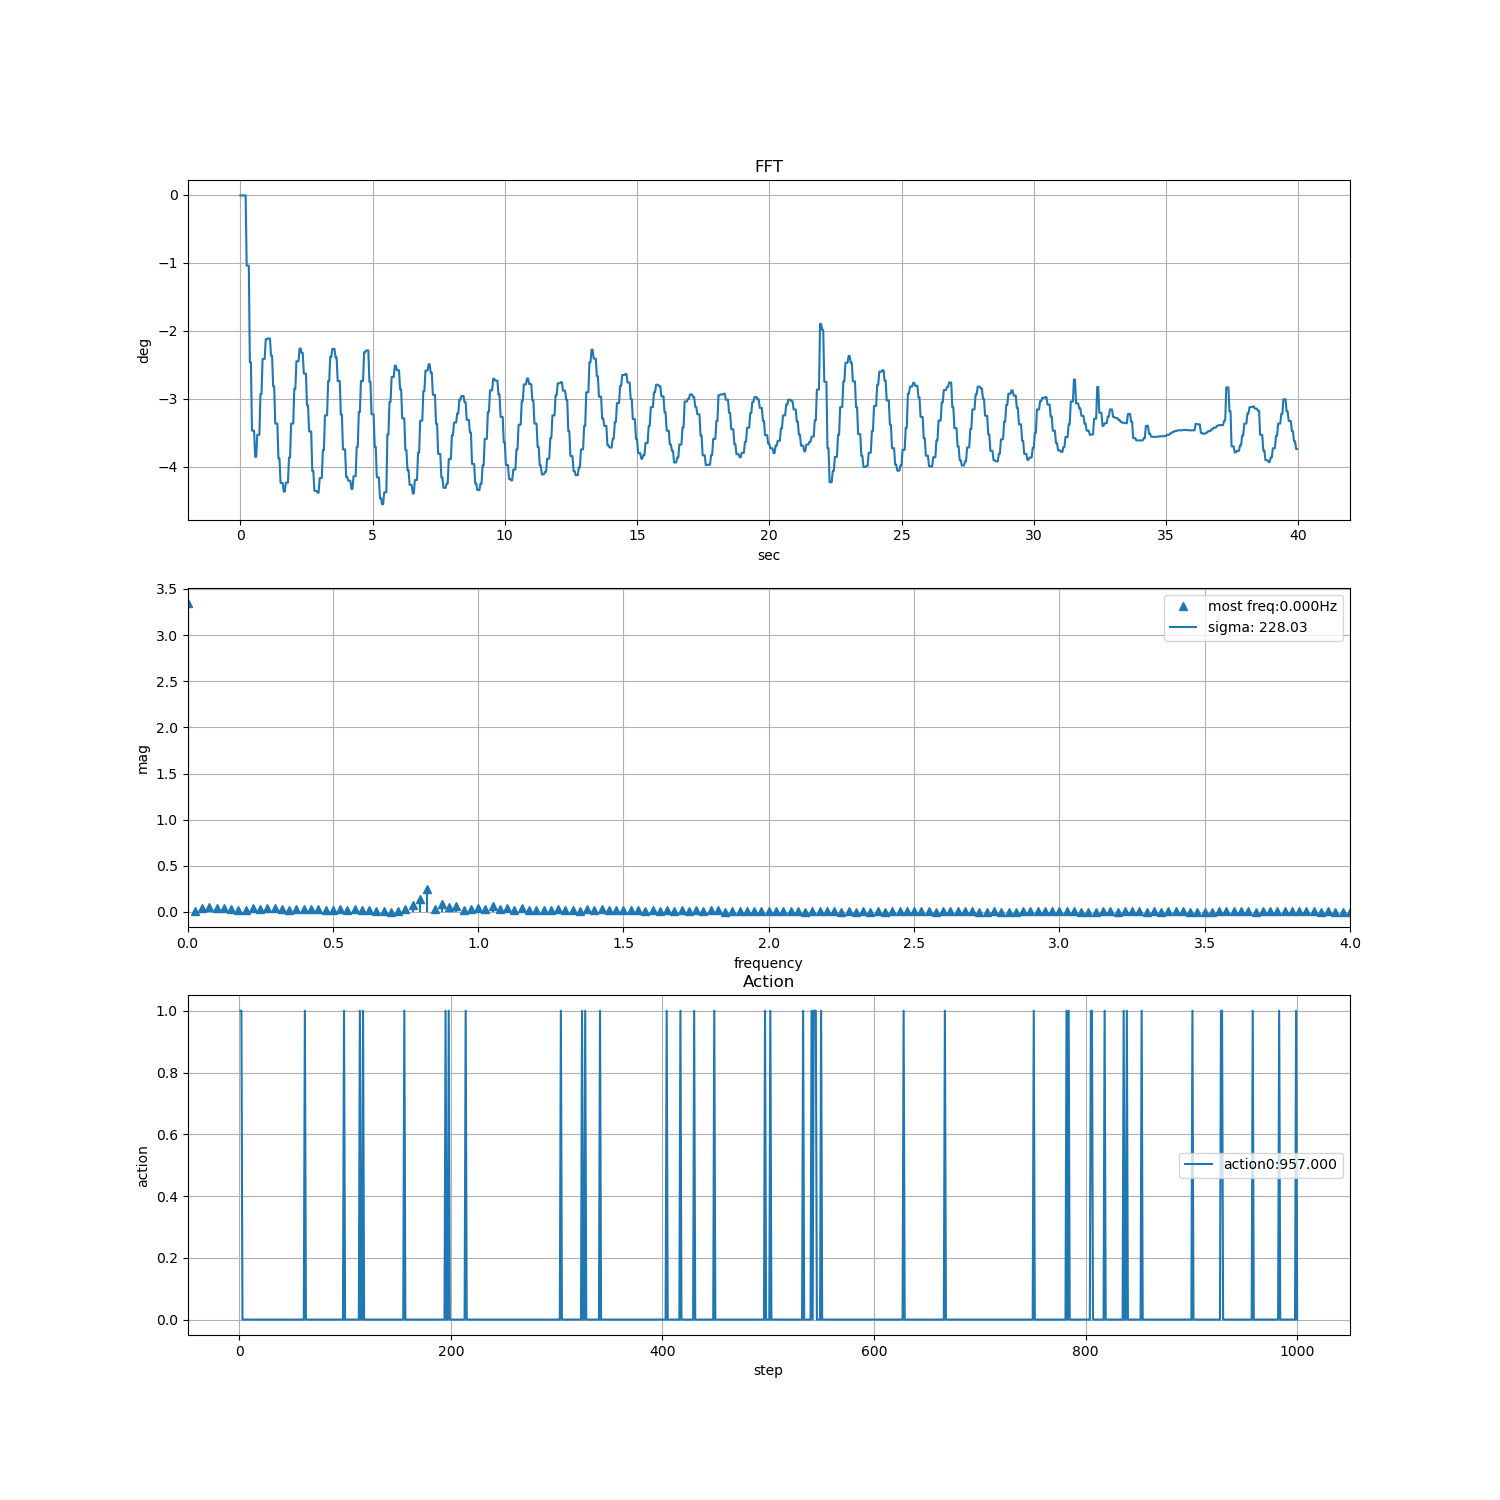 FFT
0
−1
−2
−3
−4
deg
0 5 10 15 20 25 30 35 40
sec
3.5
3.0
2.5
2.0
1.5
1.0
0.5
0.0
mag
most freq:0.000Hz
sigma: 228.03
0.0 0.5 1.0 1.5 2.0 2.5 3.0 3.5 4.0
frequency
Action
1.0
0.8
0.6
0.4
0.2
0.0
action
action0:957.000
0 200 400 600 800 1000
step